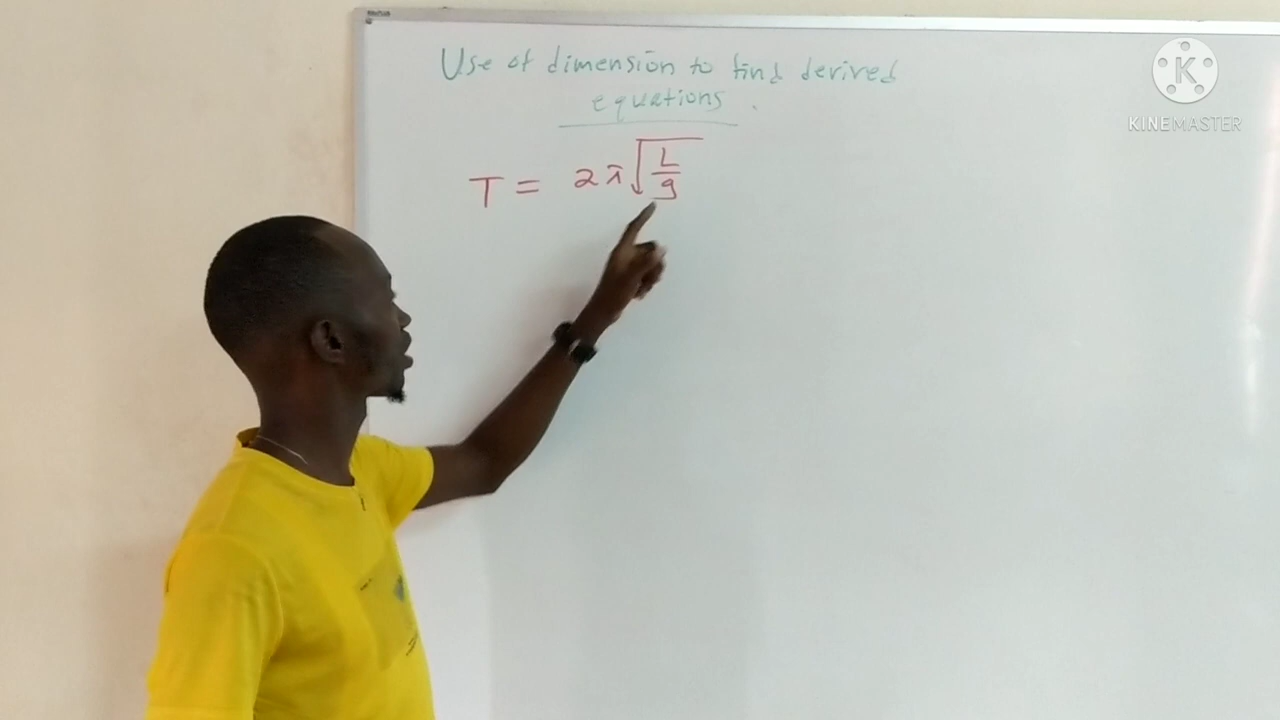 Use of dimension to find derived
equations.
T = 2π√(L/g)
KINEMASTER